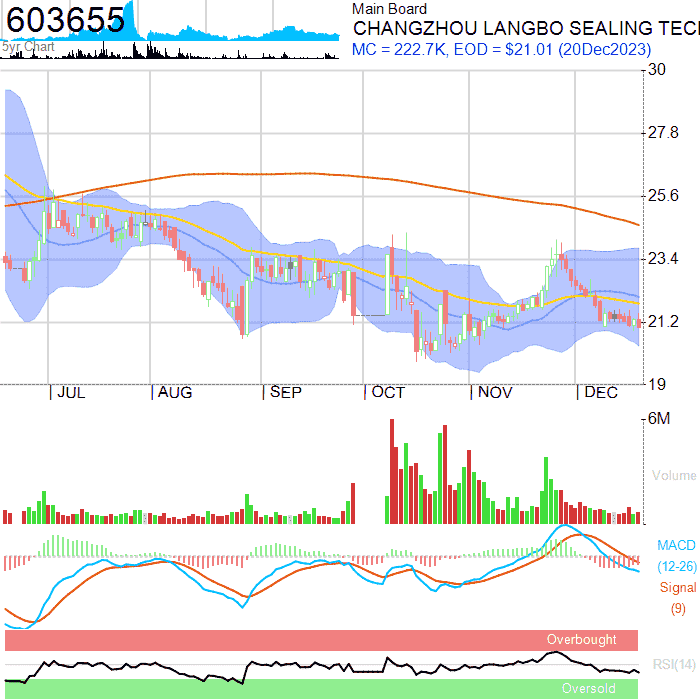 603655
5yr Chart
Main Board
CHANGZHOU LANGBO SEALING TEC
MC = 222.7K, EOD = $21.01 (20Dec2023)
30
27.8
25.6
23.4
21.2
19
JUL AUG SEP OCT NOV DEC
6M
Volume
MACD
(12-26)
Signal
(9)
Overbought
RSI(14)
Oversold